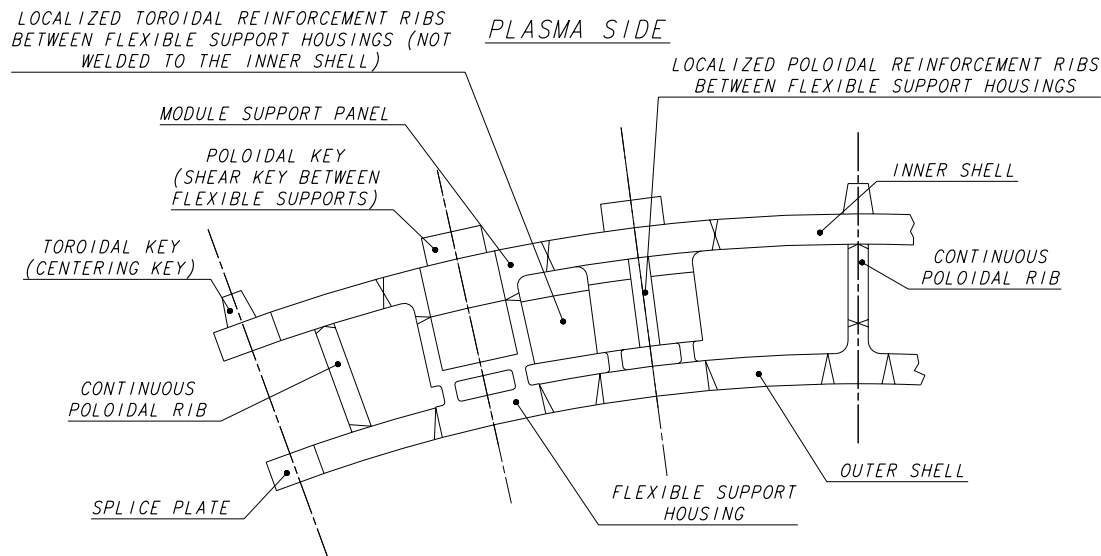 LOCALIZED TOROIDAL REINFORCEMENT RIBS
BETWEEN FLEXIBLE SUPPORT HOUSINGS (NOT
WELDED TO THE INNER SHELL)
PLASMA SIDE
LOCALIZED POLOIDAL REINFORCEMENT RIBS
BETWEEN FLEXIBLE SUPPORT HOUSINGS
MODULE SUPPORT PANEL
POLOIDAL KEY
(SHEAR KEY BETWEEN
FLEXIBLE SUPPORTS)
INNER SHELL
TOROIDAL KEY
(CENTERING KEY)
CONTINUOUS
POLOIDAL RIB
CONTINUOUS
POLOIDAL RIB
OUTER SHELL
SPLICE PLATE
FLEXIBLE SUPPORT
HOUSING